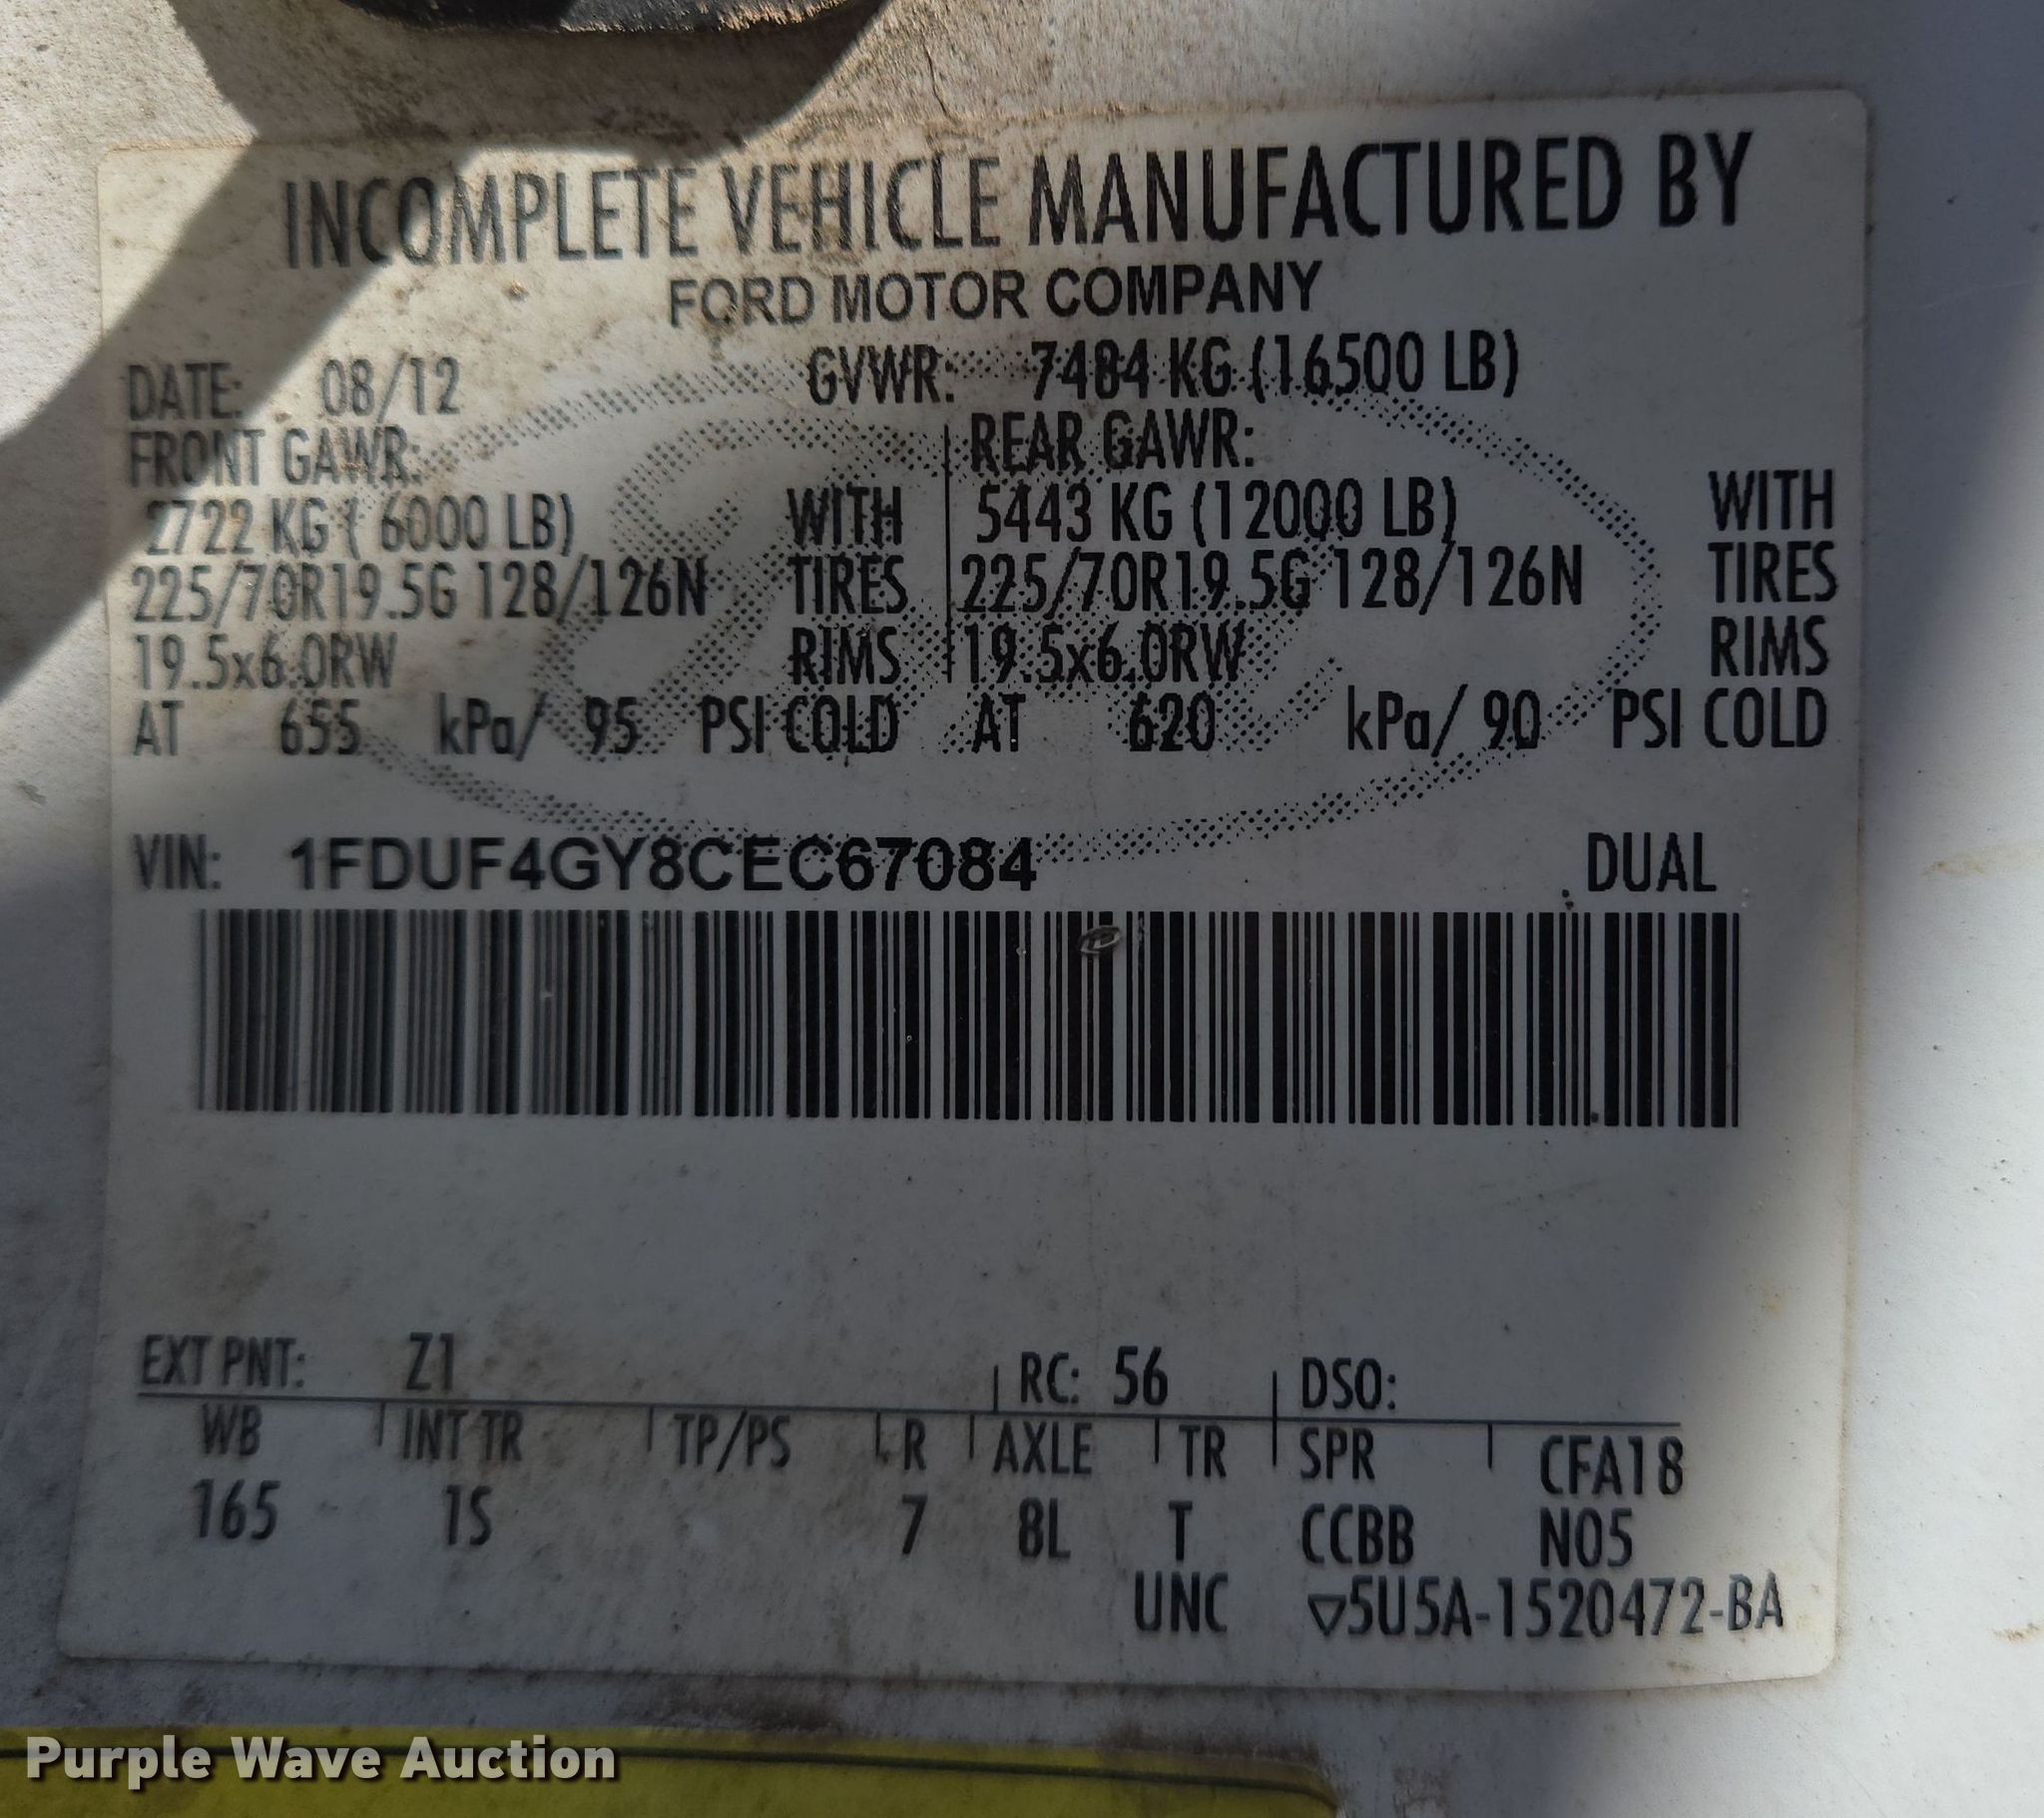 INCOMPLETE VEHICLE MANUFACTURED BY
FORD MOTOR COMPANY
DATE: 08/12 GVWR: 7484 KG (16500 LB)
FRONT GAWR: REAR GAWR:
2722 KG ( 6000 LB) WITH 5443 KG (12000 LB) WITH
225/70R19.5G 128/126N TIRES 225/70R19.5G 128/126N TIRES
19.5x6.0RW RIMS 19.5x6.0RW RIMS
AT 655 kPa/ 95 PSI COLD AT 620 kPa/ 90 PSI COLD
VIN: 1FDUF4GY8CEC67084 DUAL
EXT PNT: Z1 RC: 56 DSO:
WB INT TR TP/PS R AXLE TR SPR CFA18
165 1S 7 8L T CCBB N05
UNC ▽5U5A-1520472-BA
Purple Wave Auction